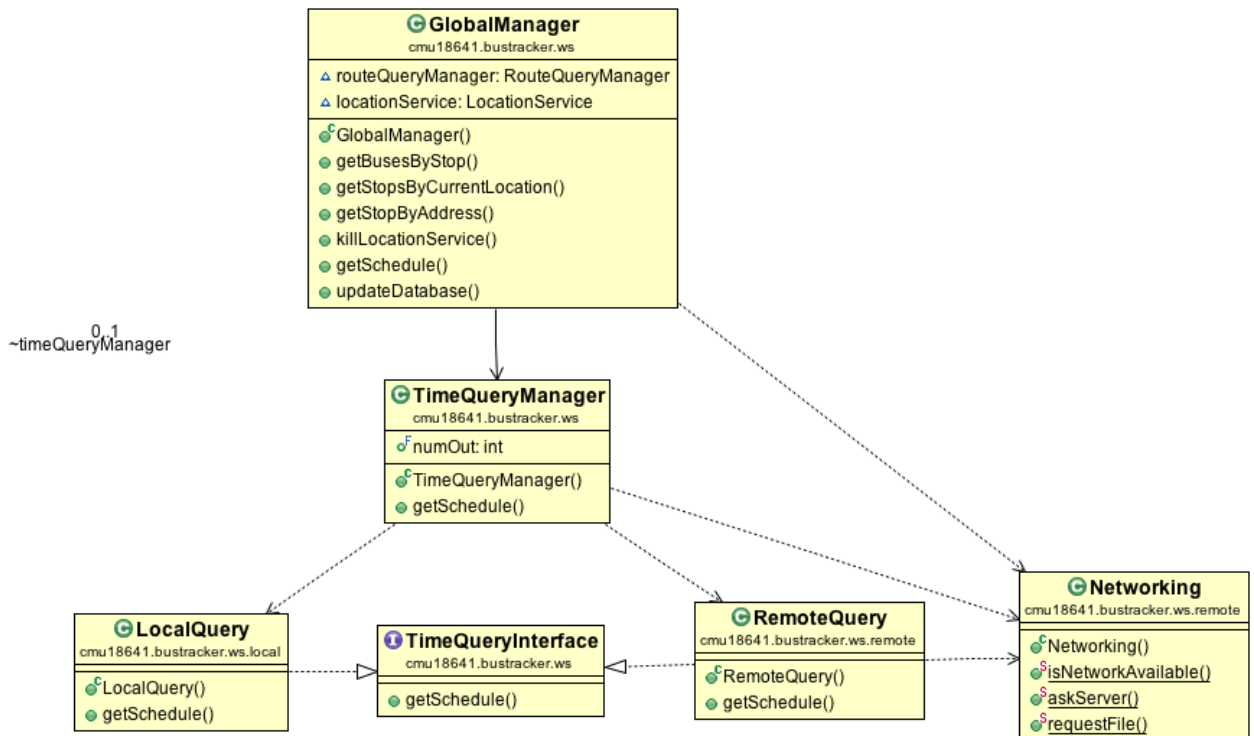 GlobalManager
cmu18641.bustracker.ws
routeQueryManager: RouteQueryManager
locationService: LocationService
GlobalManager()
getBusesByStop()
getStopsByCurrentLocation()
getStopByAddress()
killLocationService()
getSchedule()
updateDatabase()
0..1
~timeQueryManager
TimeQueryManager
cmu18641.bustracker.ws
numOut: int
TimeQueryManager()
getSchedule()
LocalQuery
cmu18641.bustracker.ws.local
LocalQuery()
getSchedule()
TimeQueryInterface
cmu18641.bustracker.ws
getSchedule()
RemoteQuery
cmu18641.bustracker.ws.remote
RemoteQuery()
getSchedule()
Networking
cmu18641.bustracker.ws.remote
Networking()
isNetworkAvailable()
askServer()
requestFile()